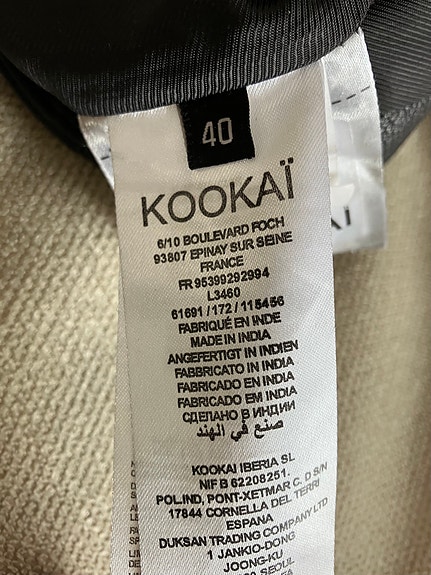 40
KOOKAÏ
6/10 BOULEVARD FOCH
93807 EPINAY SUR SEINE
FRANCE
FR 95399292994
L3460
61691 / 172 / 115456
FABRIQUÉ EN INDE
MADE IN INDIA
ANGEFERTIGT IN INDIEN
FABBRICATO IN INDIA
FABRICADO EN INDIA
FABRICADO EM INDIA
СДЕЛАНО В ИНДИИ
صنع في الهند
KOOKAI IBERIA SL
NIF B 62208251.
POL.IND, PONT-XETMAR C. D S/N
17844 CORNELLA DEL TERRI
ESPANA
DUKSAN TRADING COMPANY LTD
1 JANKIO-DONG
JOONG-KU
SEOUL